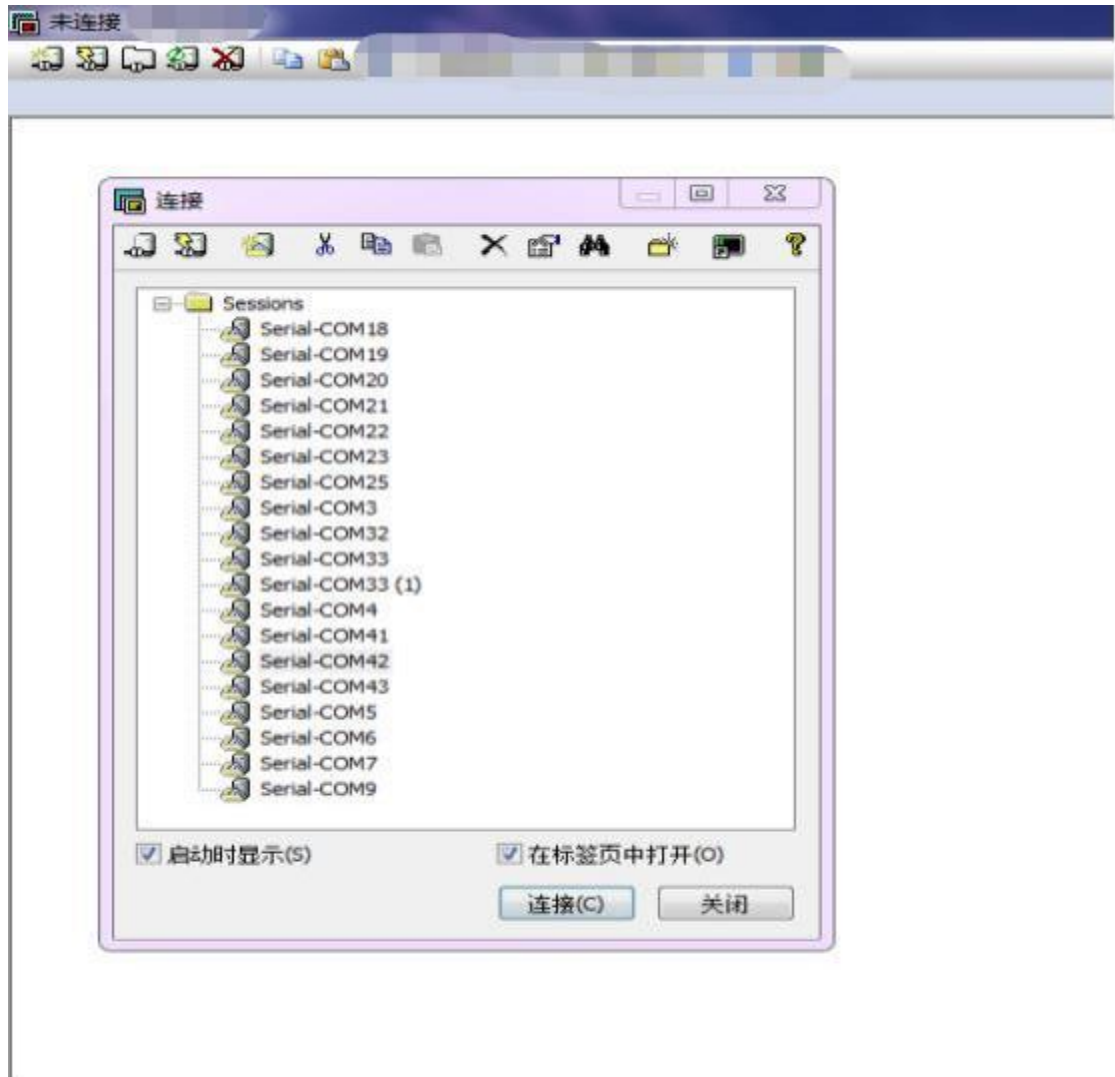 未连接
连接
Sessions
Serial-COM18
Serial-COM19
Serial-COM20
Serial-COM21
Serial-COM22
Serial-COM23
Serial-COM25
Serial-COM3
Serial-COM32
Serial-COM33
Serial-COM33 (1)
Serial-COM4
Serial-COM41
Serial-COM42
Serial-COM43
Serial-COM5
Serial-COM6
Serial-COM7
Serial-COM9
启动时显示(S) 在标签页中打开(O)
连接(C) 关闭